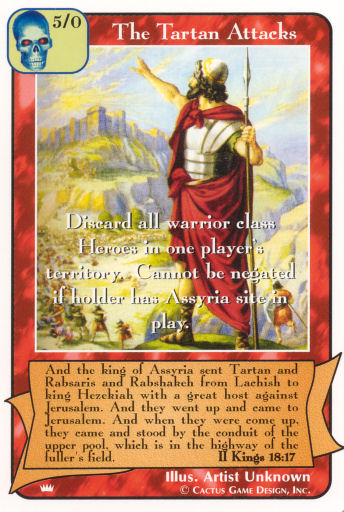 5/0
The Tartan Attacks
Discard all warrior class
Heroes in one player's
territory. Cannot be negated
if holder has Assyria site in
play.
And the king of Assyria sent Tartan and
Rabsaris and Rabshakeh from Lachish to
king Hezekiah with a great host against
Jerusalem. And they went up and came to
Jerusalem. And when they were come up,
they came and stood by the conduit of the
upper pool, which is in the highway of the
fuller's field. II Kings 18:17
Illus. Artist Unknown
© Cactus Game Design, Inc.